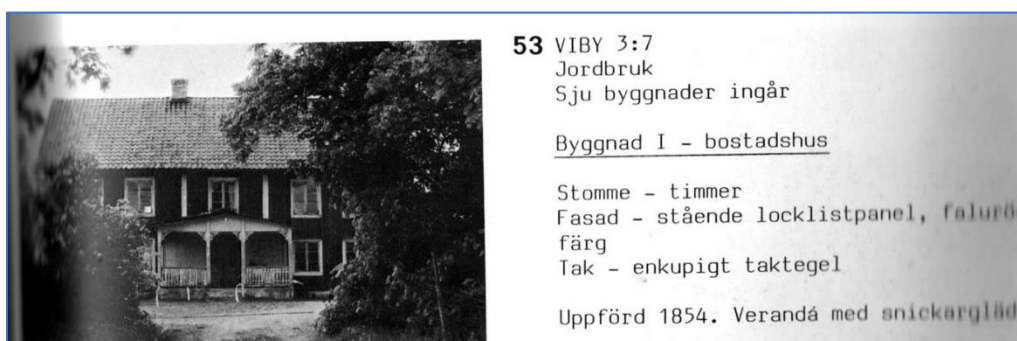 53 VIBY 3:7
Jordbruk
Sju byggnader ingår
Byggnad I - bostadshus
Stomme - timmer
Fasad - stående locklistpanel,
färg
Tak - enkupigt taktegel
Uppförd 1854. Verandá med